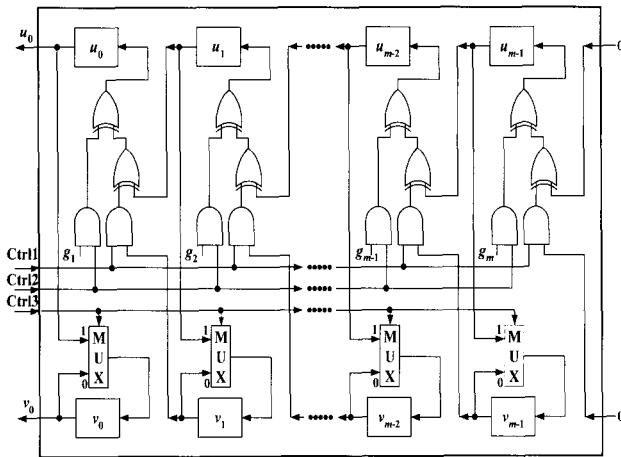 u0 u0 u1 um-2 um-1 0
g1 g2 gm-1 gm
Ctrl1
Ctrl2
Ctrl3
1 M U X 0
1 M U X 0
1 M U X 0
1 M U X 0
v0 v0 v1 vm-2 vm-1 0